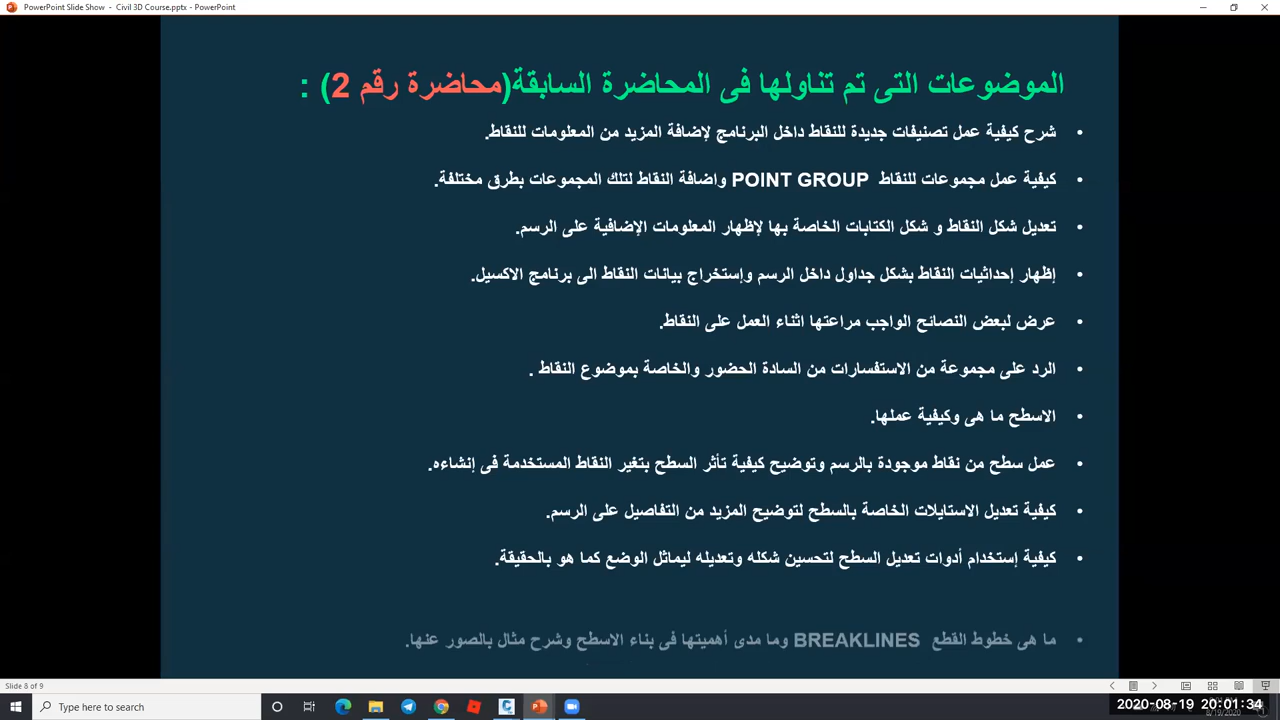 PowerPoint Slide Show - Civil 3D Course.pptx - PowerPoint
الموضوعات التى تم تناولها فى المحاضرة السابقة(محاضرة رقم 2) :
• شرح كيفية عمل تصنيفات جديدة للنقاط داخل البرنامج لإضافة المزيد من المعلومات للنقاط.
• كيفية عمل مجموعات للنقاط POINT GROUP واضافة النقاط لتلك المجموعات بطرق مختلفة.
• تعديل شكل النقاط و شكل الكتابات الخاصة بها لإظهار المعلومات الإضافية على الرسم.
• إظهار إحداثيات النقاط بشكل جداول داخل الرسم وإستخراج بيانات النقاط الى برنامج الاكسيل.
• عرض لبعض النصائح الواجب مراعتها اثناء العمل على النقاط.
• الرد على مجموعة من الاستفسارات من السادة الحضور والخاصة بموضوع النقاط .
• الاسطح ما هى وكيفية عملها.
• عمل سطح من نقاط موجودة بالرسم وتوضيح كيفية تأثر السطح بتغير النقاط المستخدمة فى إنشاءه.
• كيفية تعديل الاستايلات الخاصة بالسطح لتوضيح المزيد من التفاصيل على الرسم.
• كيفية إستخدام أدوات تعديل السطح لتحسين شكله وتعديله ليماثل الوضع كما هو بالحقيقة.
• ما هى خطوط القطع BREAKLINES وما مدى أهميتها فى بناء الاسطح وشرح مثال بالصور عنها.
Slide 8 of 9
Type here to search
2020-08-19 20:01:34